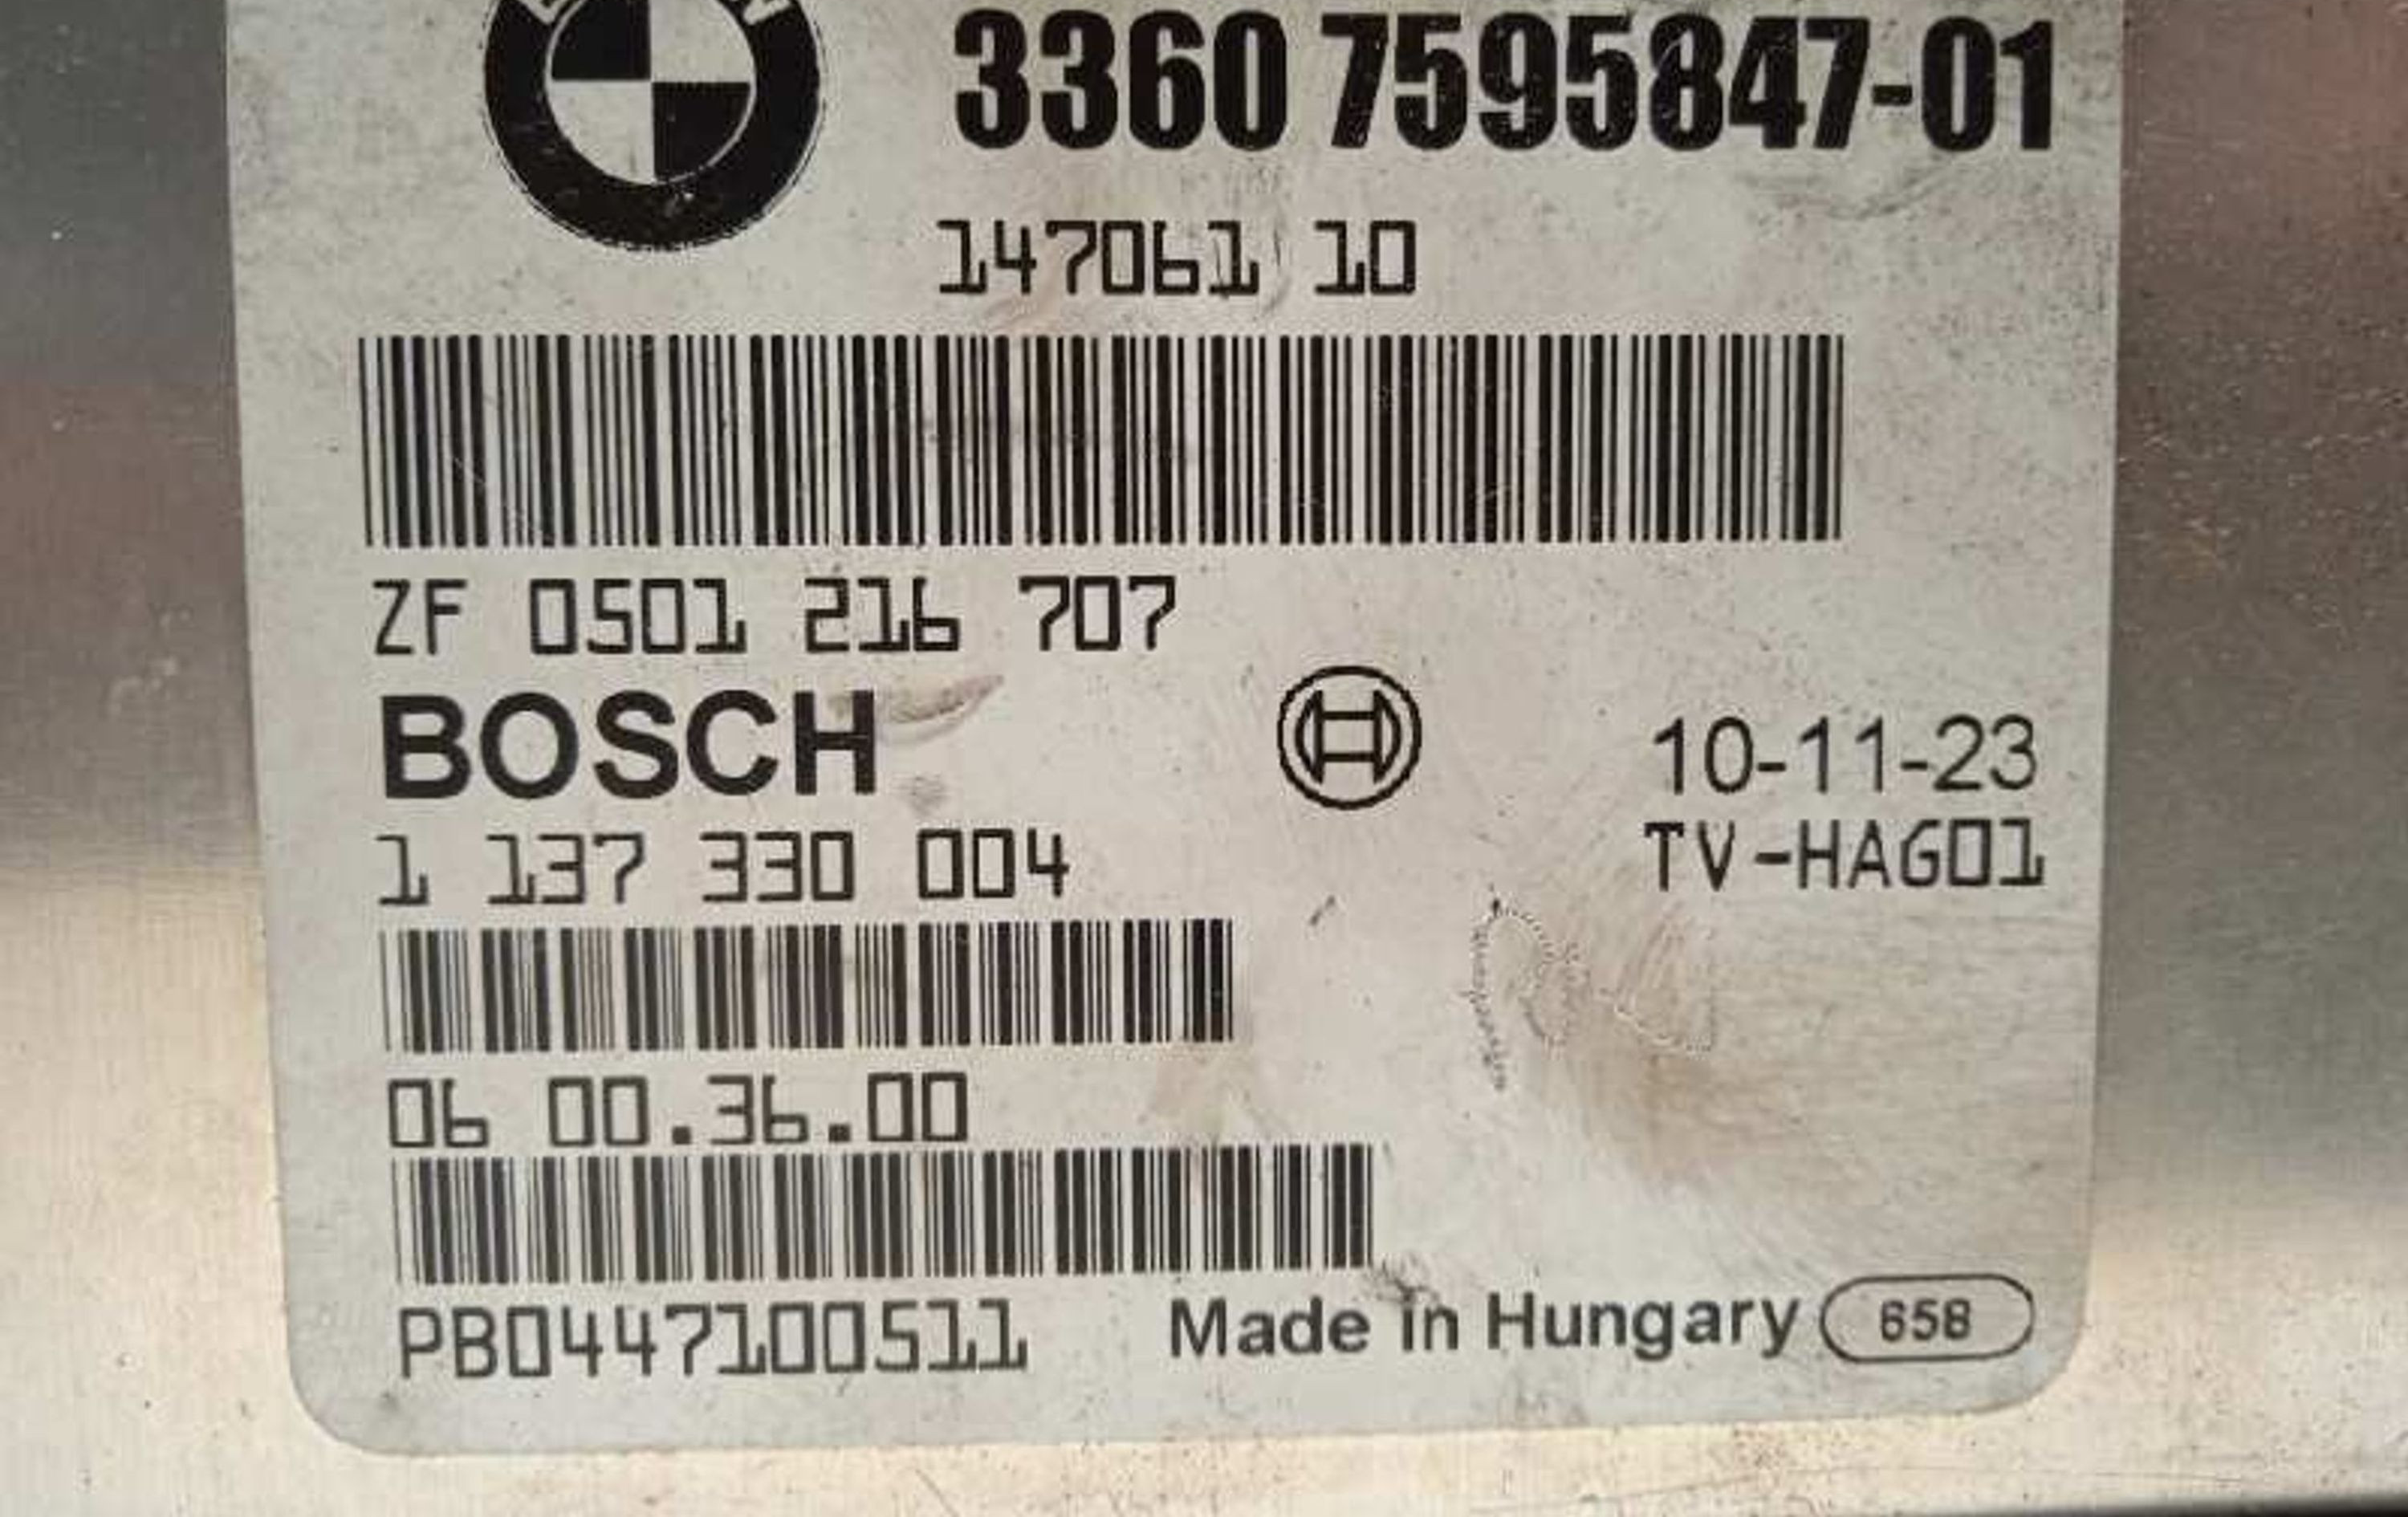 3360 7595847-01
147061 10
ZF 0501 216 707
BOSCH
10-11-23
1 137 330 004
TV-HAG01
06 00.36.00
PB0447100511
Made in Hungary 658